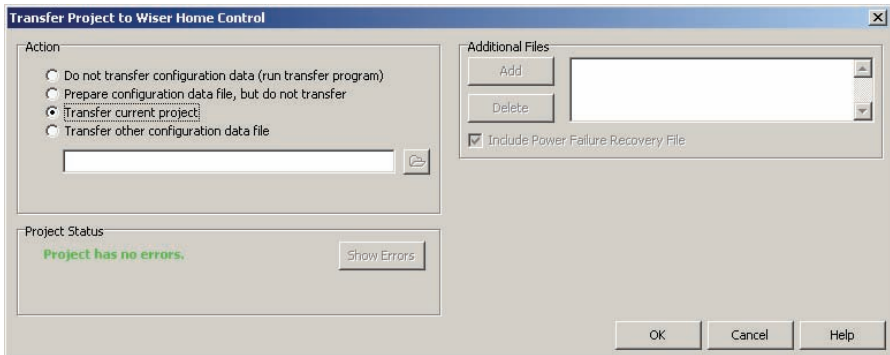 Transfer Project to Wiser Home Control
Action
Do not transfer configuration data (run transfer program)
Prepare configuration data file, but do not transfer
Transfer current project
Transfer other configuration data file
Project Status
Project has no errors.
Show Errors
Additional Files
Add
Delete
Include Power Failure Recovery File
OK
Cancel
Help